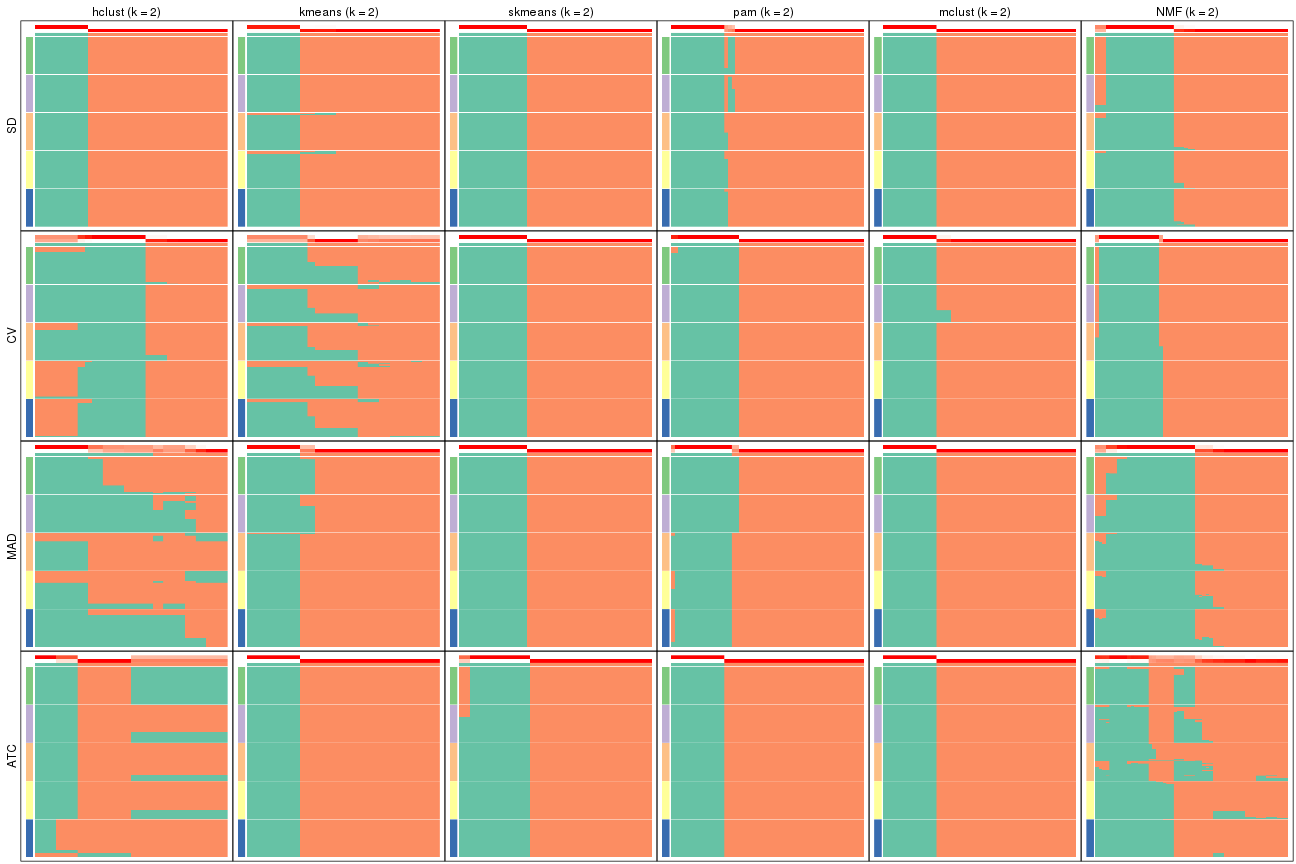 hclust (k = 2) kmeans (k = 2) skmeans (k = 2) pam (k = 2) mclust (k = 2) NMF (k = 2)
SD
CV
MAD
ATC